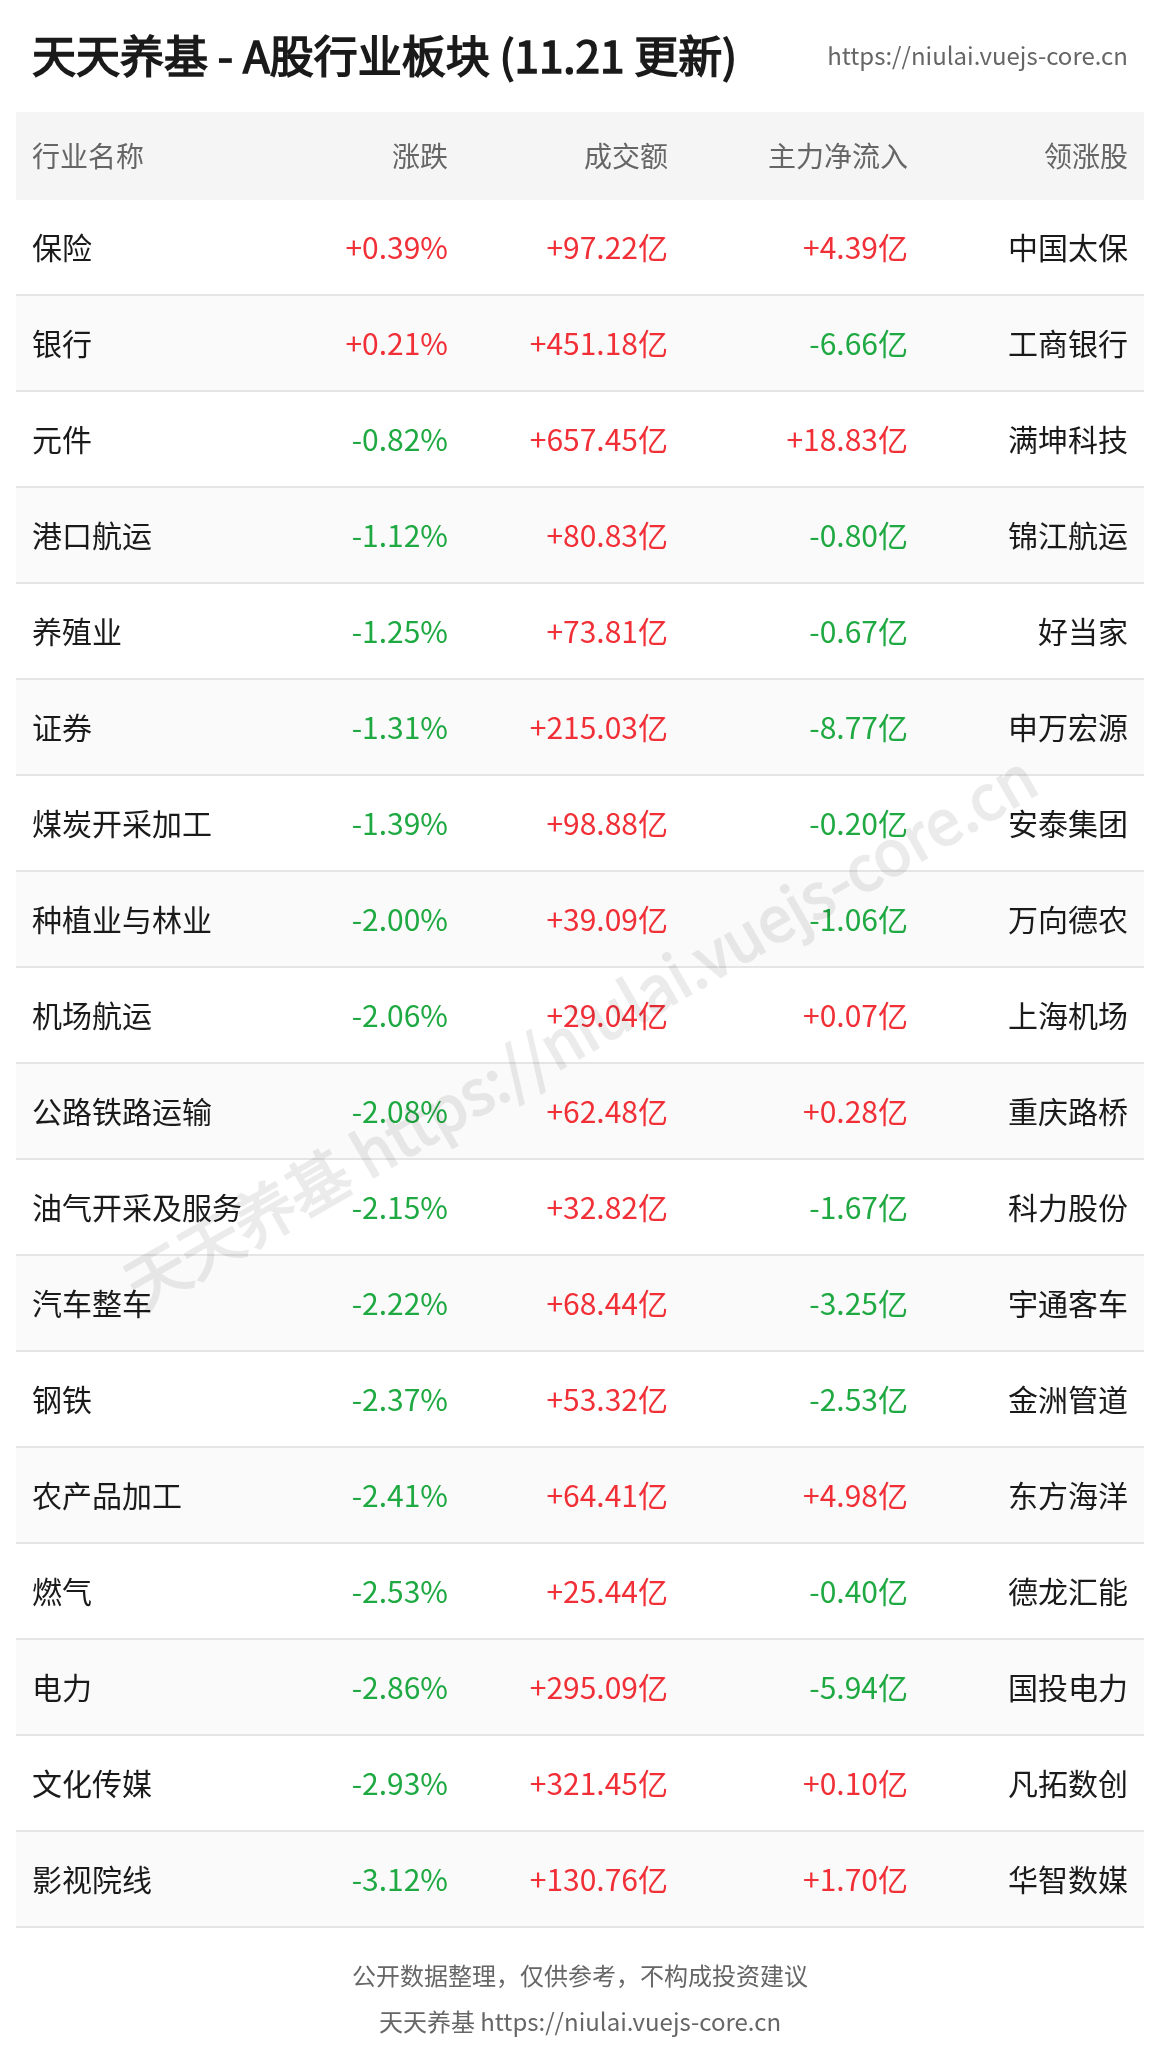 天天养基 - A股行业板块 (11.21 更新) https://niulai.vuejs-core.cn
行业名称 涨跌 成交额 主力净流入 领涨股
保险 +0.39% +97.22亿 +4.39亿 中国太保
银行 +0.21% +451.18亿 -6.66亿 工商银行
元件 -0.82% +657.45亿 +18.83亿 满坤科技
港口航运 -1.12% +80.83亿 -0.80亿 锦江航运
养殖业 -1.25% +73.81亿 -0.67亿 好当家
证券 -1.31% +215.03亿 -8.77亿 申万宏源
煤炭开采加工 -1.39% +98.88亿 -0.20亿 安泰集团
种植业与林业 -2.00% +39.09亿 -1.06亿 万向德农
机场航运 -2.06% +29.04亿 +0.07亿 上海机场
公路铁路运输 -2.08% +62.48亿 +0.28亿 重庆路桥
油气开采及服务 -2.15% +32.82亿 -1.67亿 科力股份
汽车整车 -2.22% +68.44亿 -3.25亿 宇通客车
钢铁 -2.37% +53.32亿 -2.53亿 金洲管道
农产品加工 -2.41% +64.41亿 +4.98亿 东方海洋
燃气 -2.53% +25.44亿 -0.40亿 德龙汇能
电力 -2.86% +295.09亿 -5.94亿 国投电力
文化传媒 -2.93% +321.45亿 +0.10亿 凡拓数创
影视院线 -3.12% +130.76亿 +1.70亿 华智数媒
天天养基 https://niulai.vuejs-core.cn
公开数据整理，仅供参考，不构成投资建议
天天养基 https://niulai.vuejs-core.cn